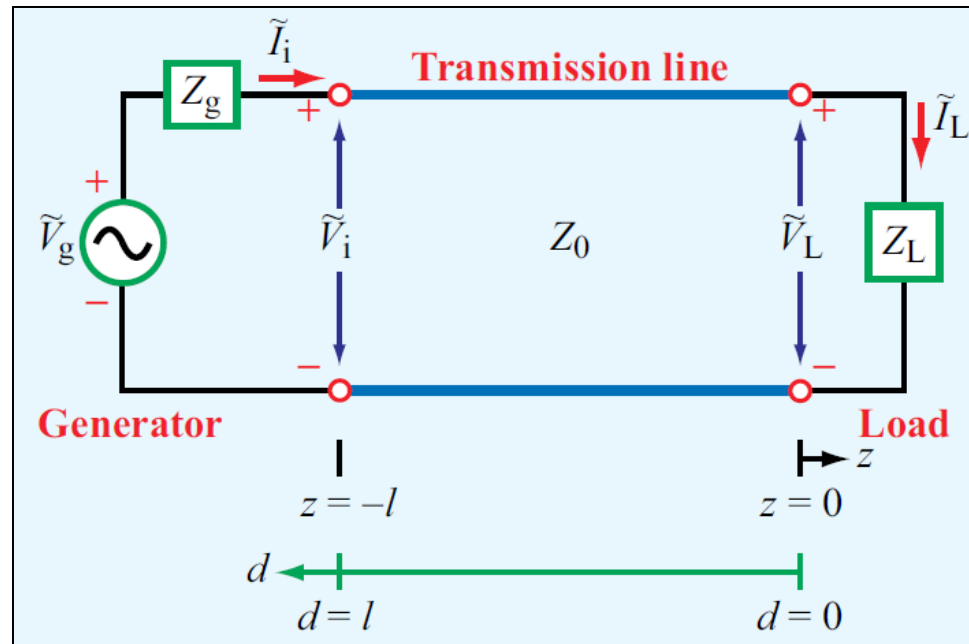 Ĩi
Zg
Transmission line
+ +
ĨL
+
Ṽg
Ṽi
Z0
ṼL
ZL
−
− −
Generator
Load
z
z = –l
z = 0
d
d = l
d = 0